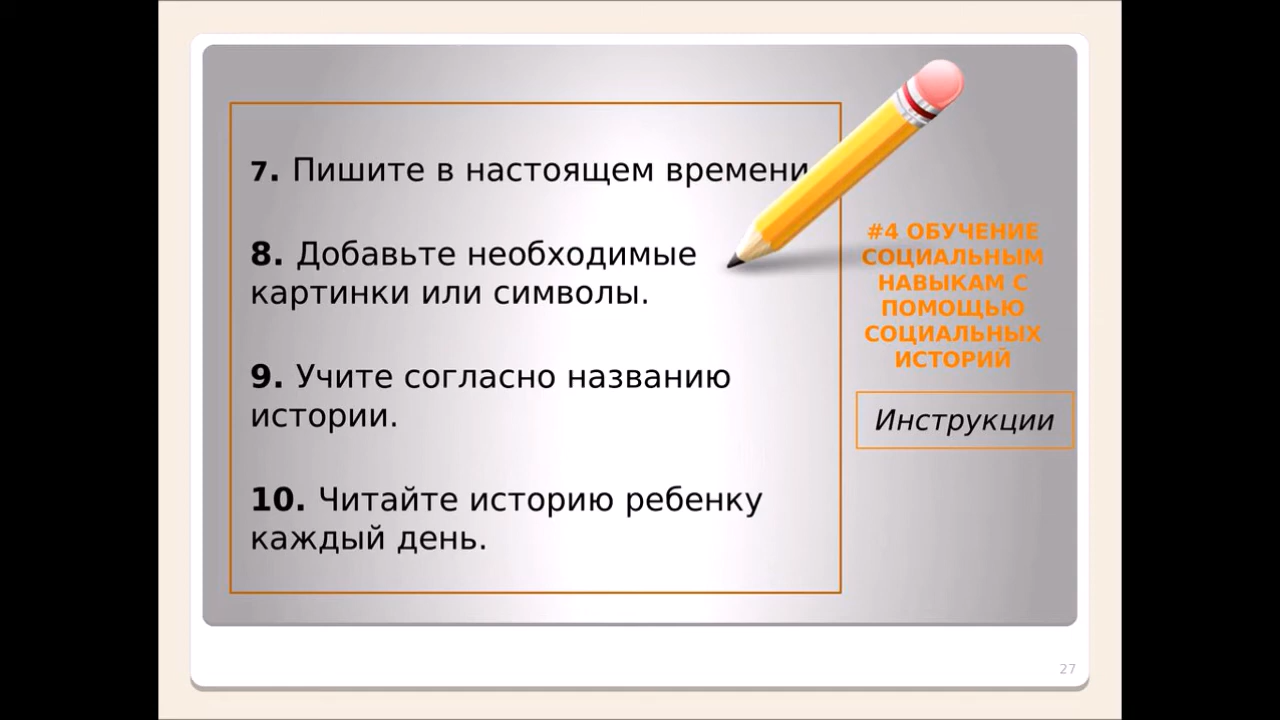 7. Пишите в настоящем времени
8. Добавьте необходимые
картинки или символы.
9. Учите согласно названию
истории.
10. Читайте историю ребенку
каждый день.
#4 ОБУЧЕНИЕ
СОЦИАЛЬНЫМ
НАВЫКАМ С
ПОМОЩЬЮ
СОЦИАЛЬНЫХ
ИСТОРИЙ
Инструкции
27